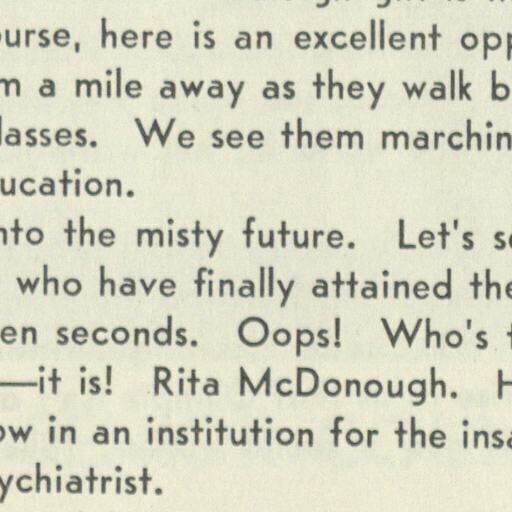 ourse, here is an excellent opp
m a mile away as they walk b
lasses. We see them marchin
ucation.
nto the misty future. Let's s
who have finally attained the
en seconds. Oops! Who's
—it is! Rita McDonough. H
ow in an institution for the insa
ychiatrist.